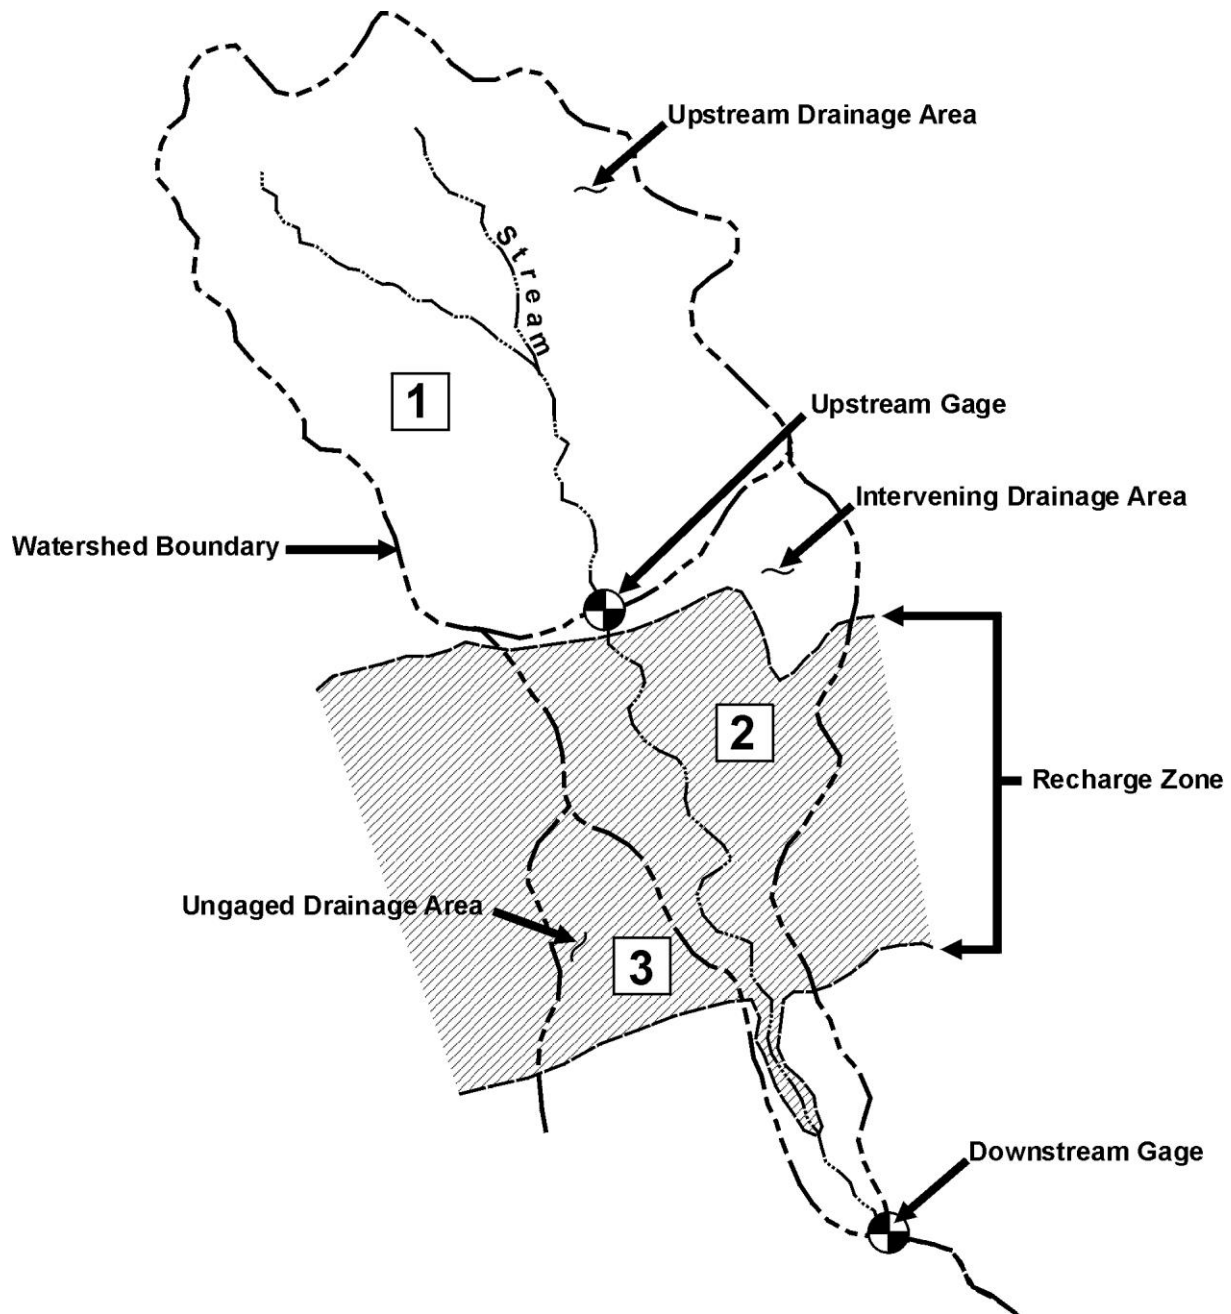 Upstream Drainage Area
Stream
1
Upstream Gage
Intervening Drainage Area
Watershed Boundary
2
Recharge Zone
Ungaged Drainage Area
3
Downstream Gage